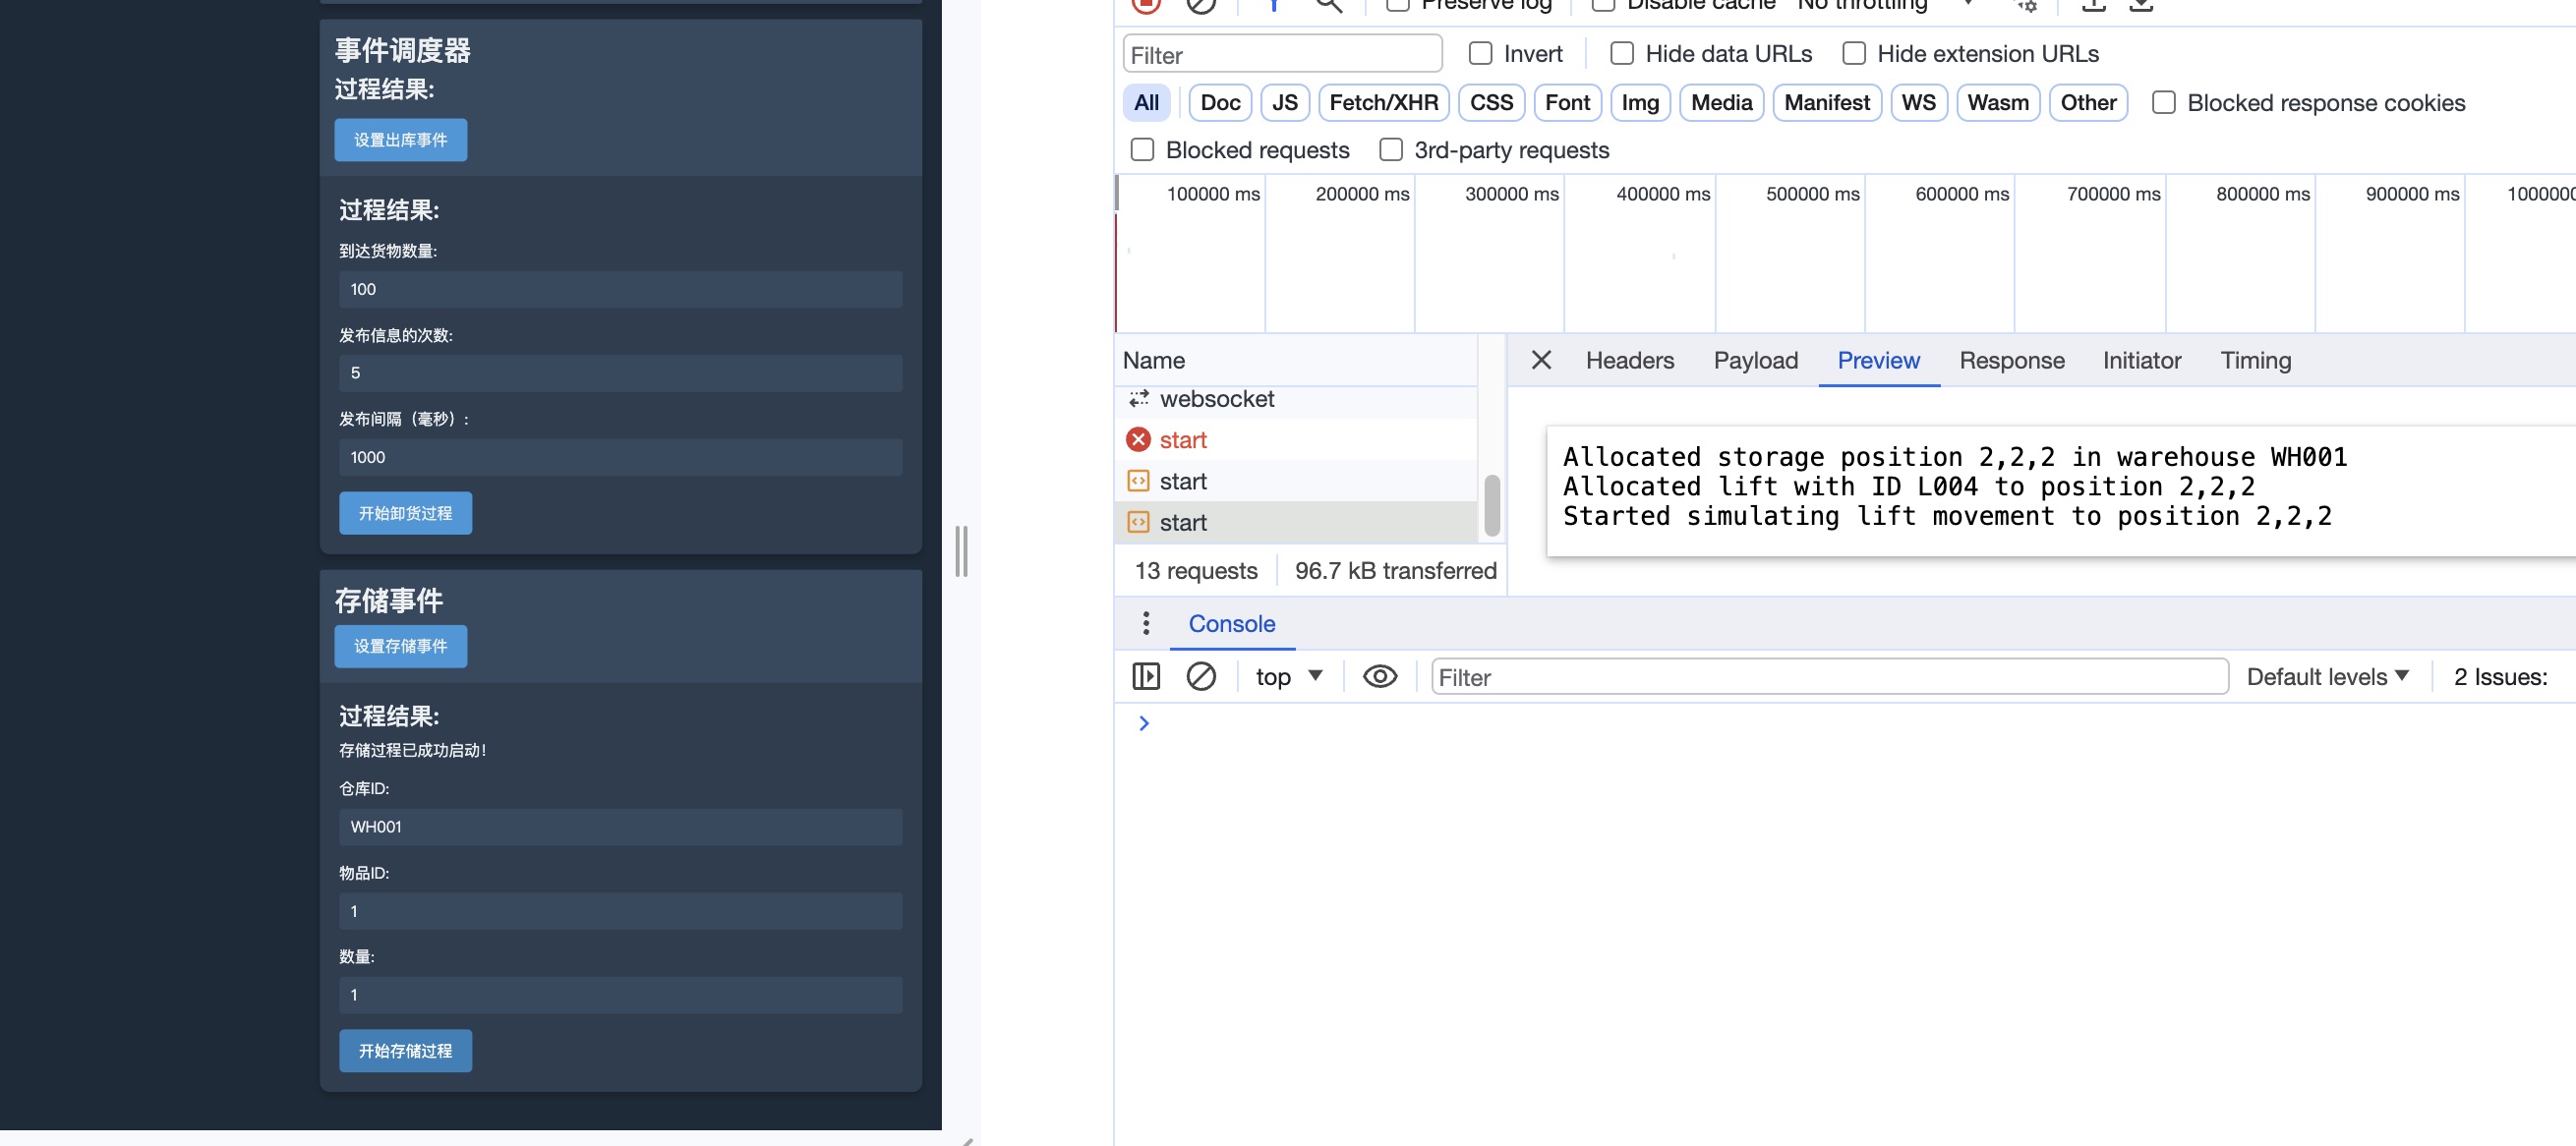 事件调度器
过程结果:
设置出库事件
过程结果:
到达货物数量:
100
发布信息的次数:
5
发布间隔（毫秒）:
1000
开始卸货过程
存储事件
设置存储事件
过程结果:
存储过程已成功启动！
仓库ID:
WH001
物品ID:
1
数量:
1
开始存储过程
Preserve log Disable cache No throttling
Filter Invert Hide data URLs Hide extension URLs
All Doc JS Fetch/XHR CSS Font Img Media Manifest WS Wasm Other Blocked response cookies
Blocked requests 3rd-party requests
100000 ms 200000 ms 300000 ms 400000 ms 500000 ms 600000 ms 700000 ms 800000 ms 900000 ms
Name
websocket
start
start
start
13 requests 96.7 kB transferred
Headers Payload Preview Response Initiator Timing
Allocated storage position 2,2,2 in warehouse WH001
Allocated lift with ID L004 to position 2,2,2
Started simulating lift movement to position 2,2,2
Console
top Filter Default levels 2 Issues: